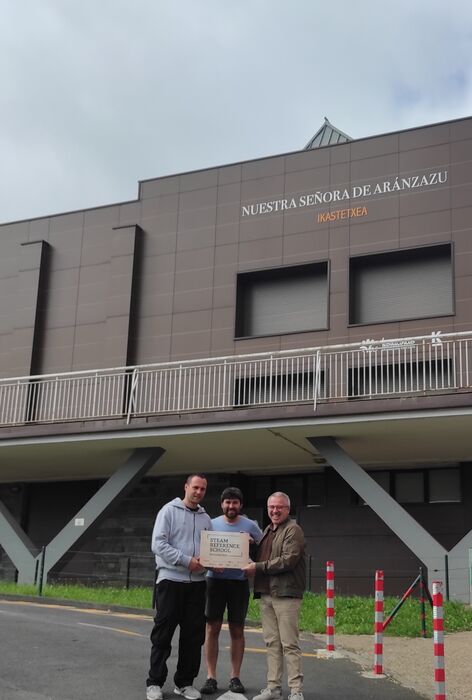 NUESTRA SEÑORA DE ARÁNZAZU
IKASTETXEA
STEAM
REFERENCE
SCHOOL